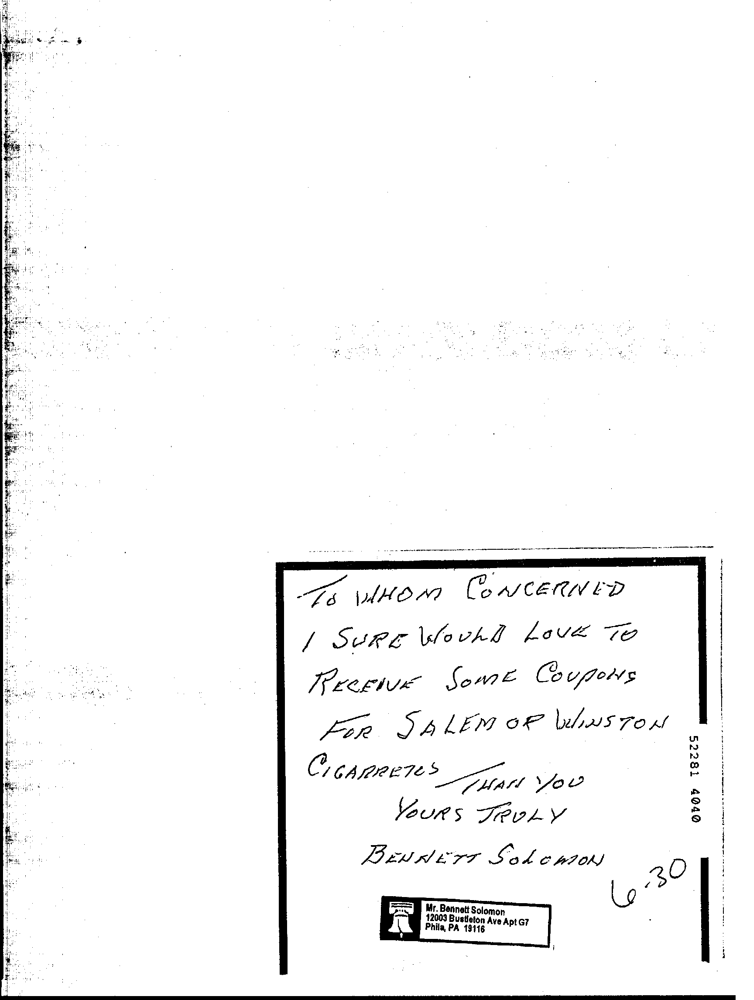 To WHOM CONCERNED
I SURE WOULD LOVE TO
RECEIVE SOME COUPONS
FOR SALEM OR WINSTON
CIGARRETES THAN YOU
YOURS TRULY
BENNETT SOLOMON
6.30
Mr. Bennett Solomon
12003 Bustleton Ave Apt G7
Phila, PA 19116
52281 4040